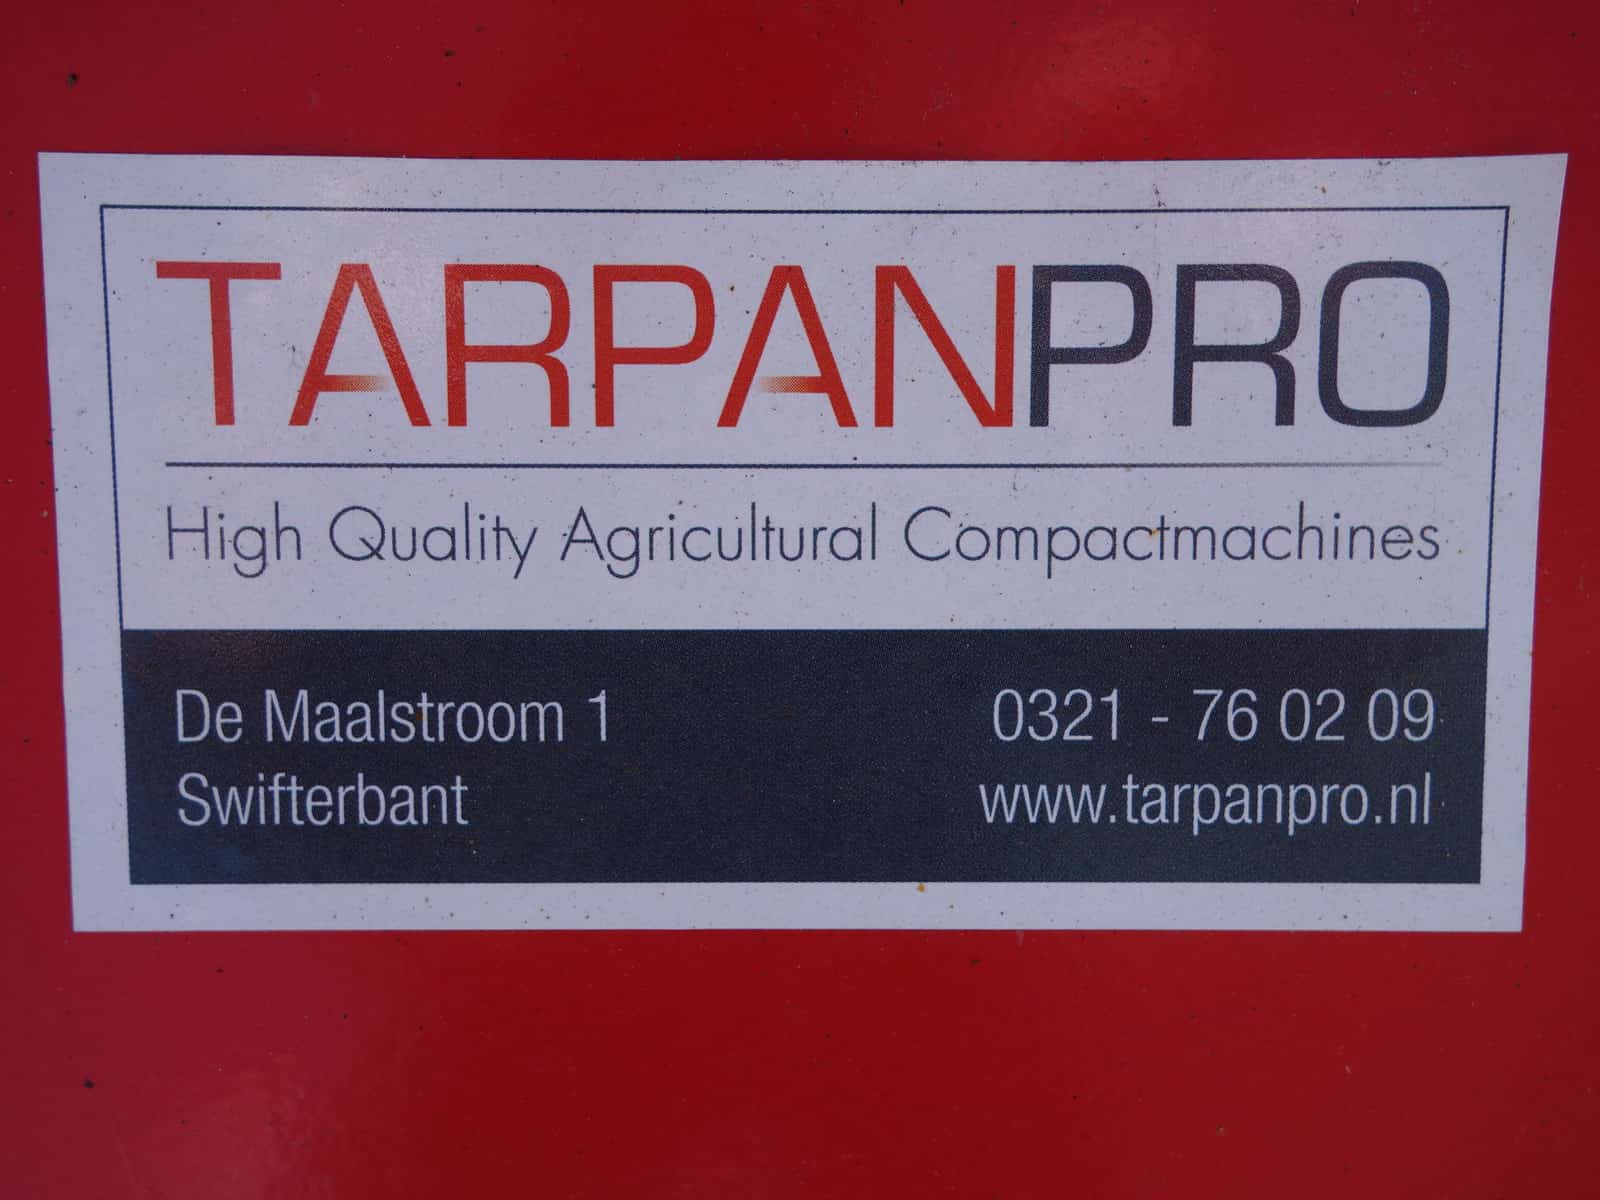 TARPANPRO
High Quality Agricultural Compactmachines
De Maalstroom 1
Swifterbant
0321 - 76 02 09
www.tarpanpro.nl